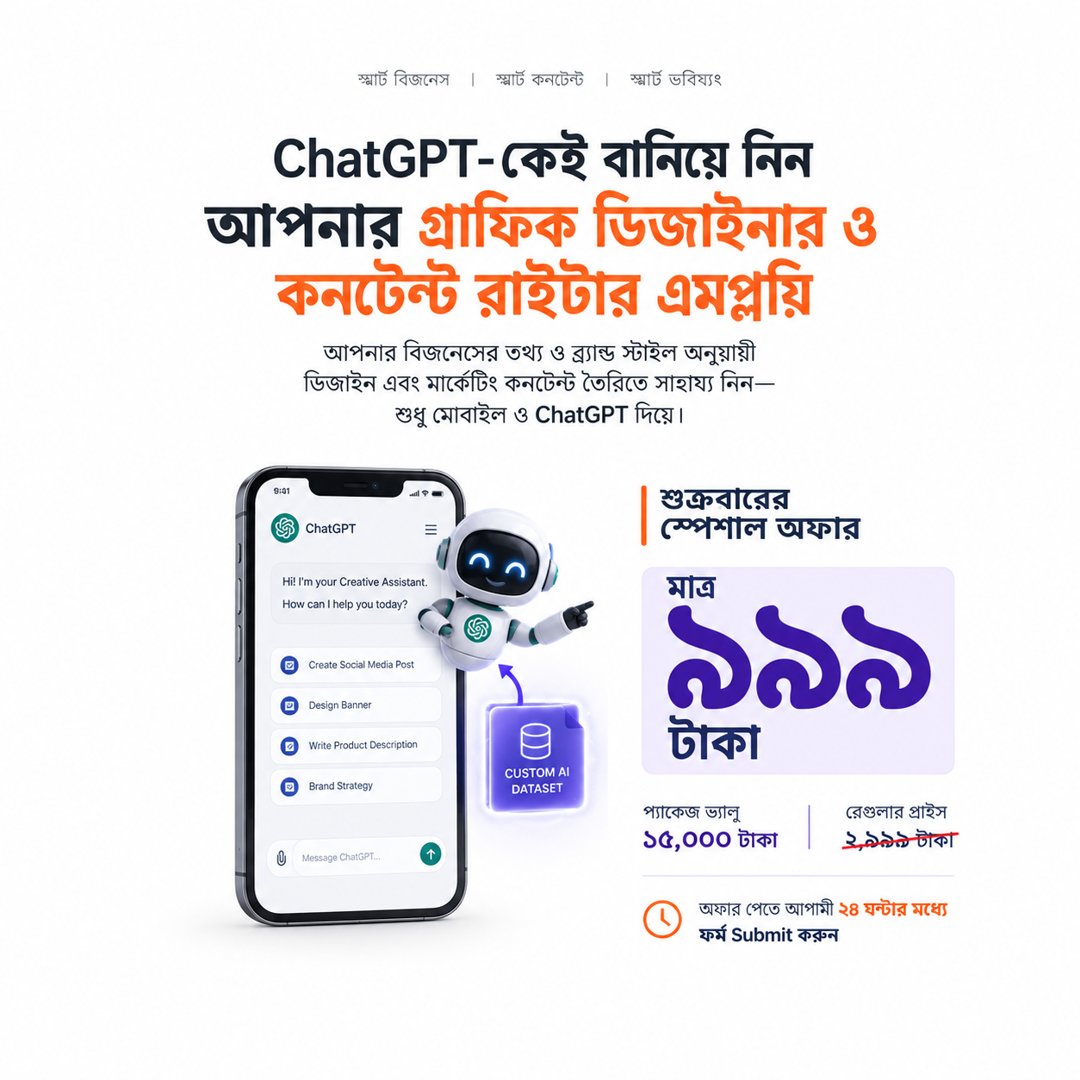 স্মার্ট বিজনেস | স্মার্ট কনটেন্ট | স্মার্ট ভবিষ্যৎ
ChatGPT-কেই বানিয়ে নিন
আপনার গ্রাফিক ডিজাইনার ও
কনটেন্ট রাইটার এমপ্লয়ি
আপনার বিজনেসের তথ্য ও ব্র্যান্ড স্টাইল অনুযায়ী
ডিজাইন এবং মার্কেটিং কনটেন্ট তৈরিতে সাহায্য নিন—
শুধু মোবাইল ও ChatGPT দিয়ে।
9:41
ChatGPT
Hi! I'm your Creative Assistant.
How can I help you today?
Create Social Media Post
Design Banner
Write Product Description
Brand Strategy
Message ChatGPT...
CUSTOM AI
DATASET
শুক্রবারের
স্পেশাল অফার
মাত্র
৯৯৯
টাকা
প্যাকেজ ভ্যালু
১৫,০০০ টাকা
রেগুলার প্রাইস
২,৯৯৯ টাকা
অফার পেতে আপামী ২৪ ঘন্টার মধ্যে
ফর্ম Submit করুন